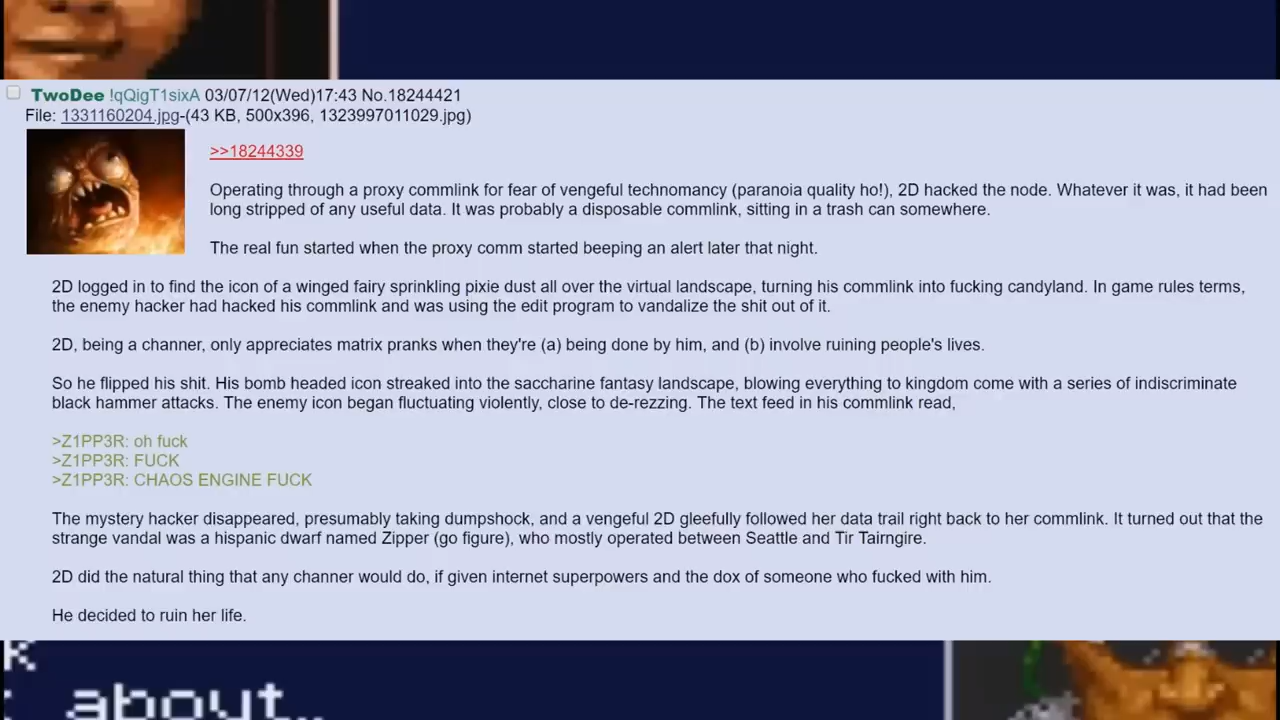 TwoDee !qQigT1sixA 03/07/12(Wed)17:43 No.18244421
File: 1331160204.jpg-(43 KB, 500x396, 1323997011029.jpg)
>>18244339
Operating through a proxy commlink for fear of vengeful technomancy (paranoia quality ho!), 2D hacked the node. Whatever it was, it had been
long stripped of any useful data. It was probably a disposable commlink, sitting in a trash can somewhere.
The real fun started when the proxy comm started beeping an alert later that night.
2D logged in to find the icon of a winged fairy sprinkling pixie dust all over the virtual landscape, turning his commlink into fucking candyland. In game rules terms,
the enemy hacker had hacked his commlink and was using the edit program to vandalize the shit out of it.
2D, being a channer, only appreciates matrix pranks when they're (a) being done by him, and (b) involve ruining people's lives.
So he flipped his shit. His bomb headed icon streaked into the saccharine fantasy landscape, blowing everything to kingdom come with a series of indiscriminate
black hammer attacks. The enemy icon began fluctuating violently, close to de-rezzing. The text feed in his commlink read,
>Z1PP3R: oh fuck
>Z1PP3R: FUCK
>Z1PP3R: CHAOS ENGINE FUCK
The mystery hacker disappeared, presumably taking dumpshock, and a vengeful 2D gleefully followed her data trail right back to her commlink. It turned out that the
strange vandal was a hispanic dwarf named Zipper (go figure), who mostly operated between Seattle and Tir Tairngire.
2D did the natural thing that any channer would do, if given internet superpowers and the dox of someone who fucked with him.
He decided to ruin her life.
about..